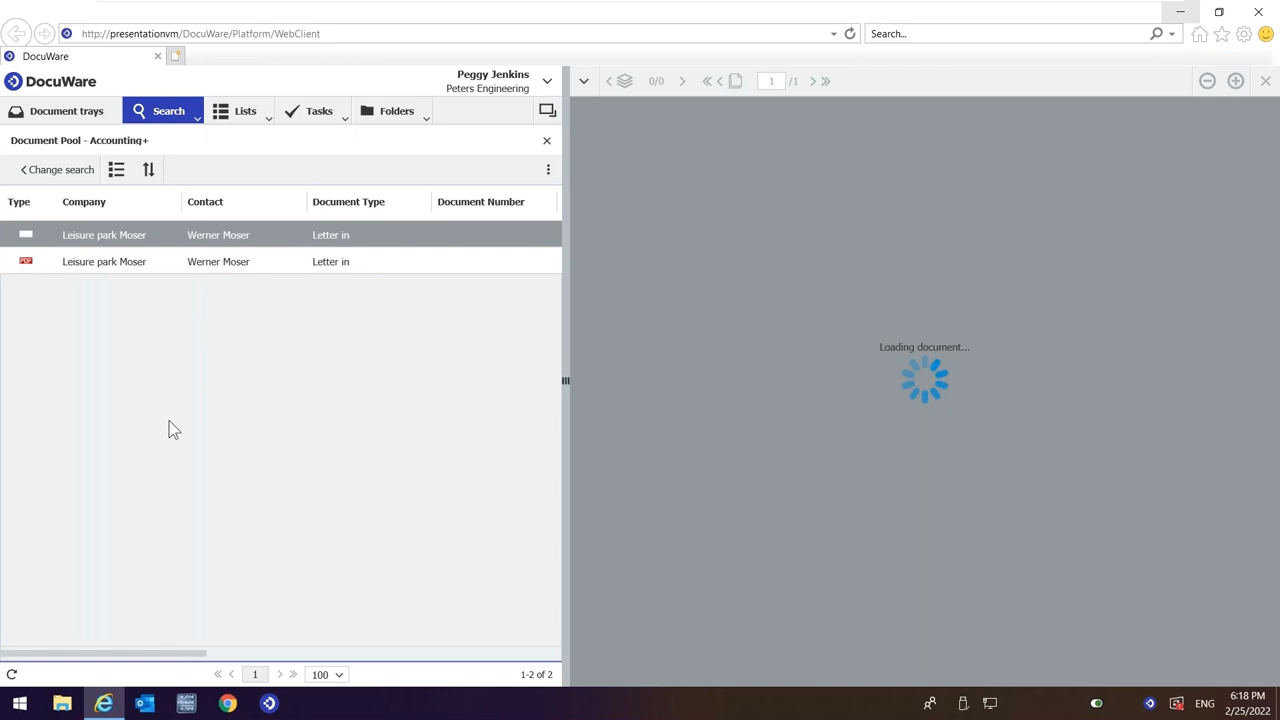 http://presentationvm/DocuWare/Platform/WebClient
Search...
DocuWare
DocuWare
Peggy Jenkins
Peters Engineering
0/0
1 /1
Document trays
Search
Lists
Tasks
Folders
Document Pool - Accounting+
Change search
Type Company Contact Document Type Document Number
Leisure park Moser Werner Moser Letter in
PDF Leisure park Moser Werner Moser Letter in
Loading document...
1
100
1-2 of 2
ENG
6:18 PM
2/25/2022